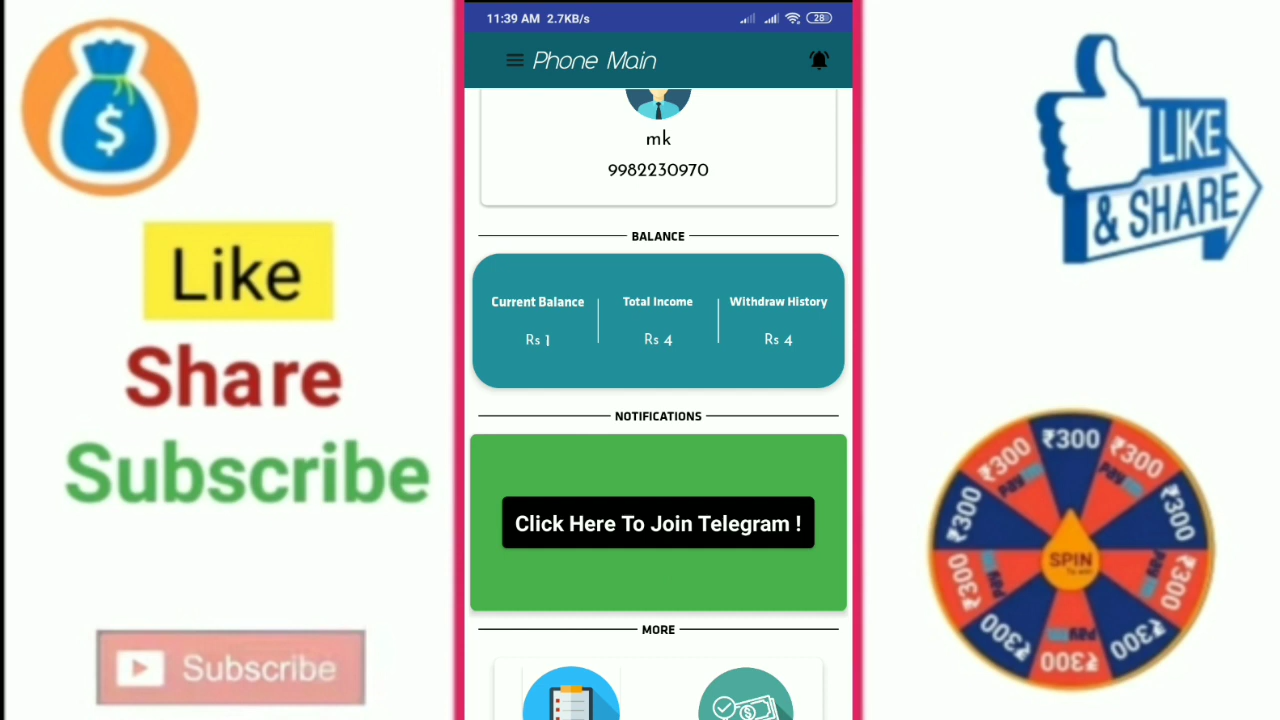 $
Like
Share
Subscribe
Subscribe
11:39 AM 2.7KB/s
28
Phone Main
mk
9982230970
BALANCE
Current Balance
Total Income
Withdraw History
Rs 1
Rs 4
Rs 4
NOTIFICATIONS
Click Here To Join Telegram !
MORE
$
LIKE
& SHARE
₹300
₹300
₹300
₹300
₹300
₹300
₹300
₹300
₹300
₹300
SPIN